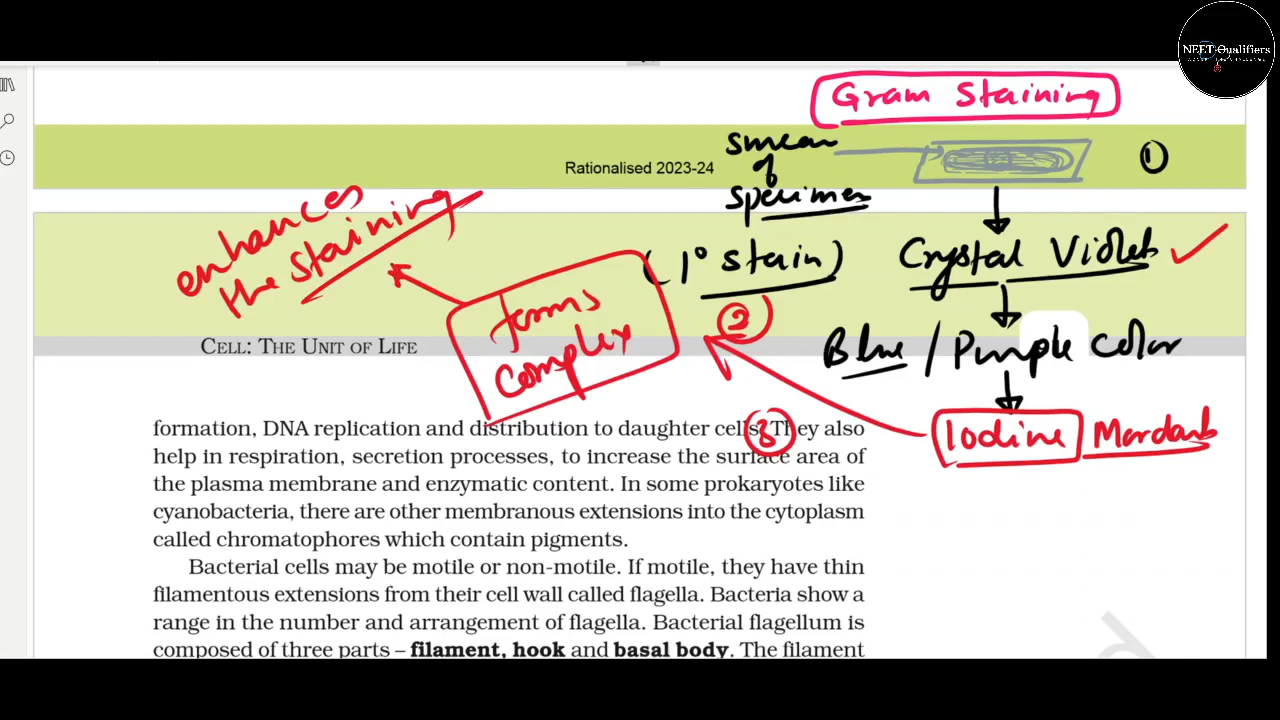 NEET Qualifiers
Gram Staining
smear
of
specimen
①
Rationalised 2023-24
enhances
the staining
(1° stain)
Crystal Violet
②
forms
complex
Blue / Purple Color
CELL: THE UNIT OF LIFE
③
Iodine Mordant
formation, DNA replication and distribution to daughter cells. They also
help in respiration, secretion processes, to increase the surface area of
the plasma membrane and enzymatic content. In some prokaryotes like
cyanobacteria, there are other membranous extensions into the cytoplasm
called chromatophores which contain pigments.
Bacterial cells may be motile or non-motile. If motile, they have thin
filamentous extensions from their cell wall called flagella. Bacteria show a
range in the number and arrangement of flagella. Bacterial flagellum is
composed of three parts – filament, hook and basal body. The filament